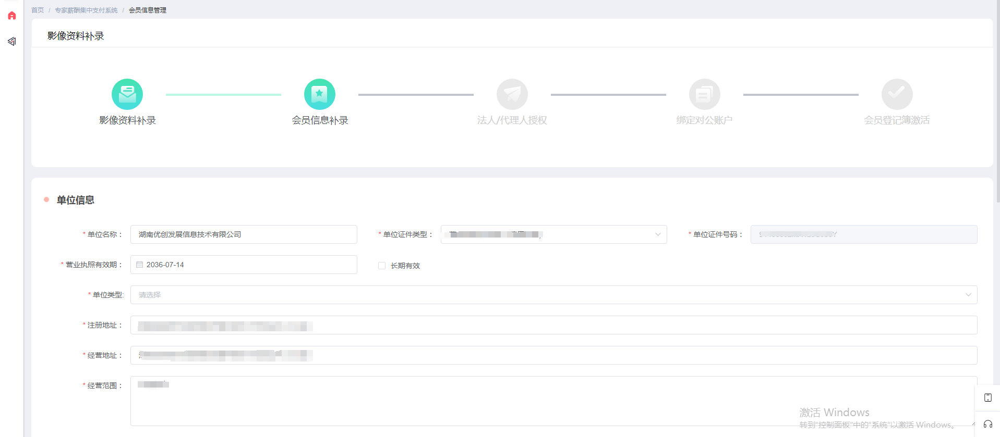 首页 / 专家薪酬集中支付系统 / 会员信息管理
影像资料补录
影像资料补录
会员信息补录
法人/代理人授权
绑定对公账户
会员登记簿激活
单位信息
* 单位名称： 湖南优创发展信息技术有限公司
* 单位证件类型：
* 单位证件号码：
* 营业执照有效期： 2036-07-14
长期有效
* 单位类型: 请选择
* 注册地址：
* 经营地址：
* 经营范围：
激活 Windows
转到"控制面板"中的"系统"以激活 Windows。